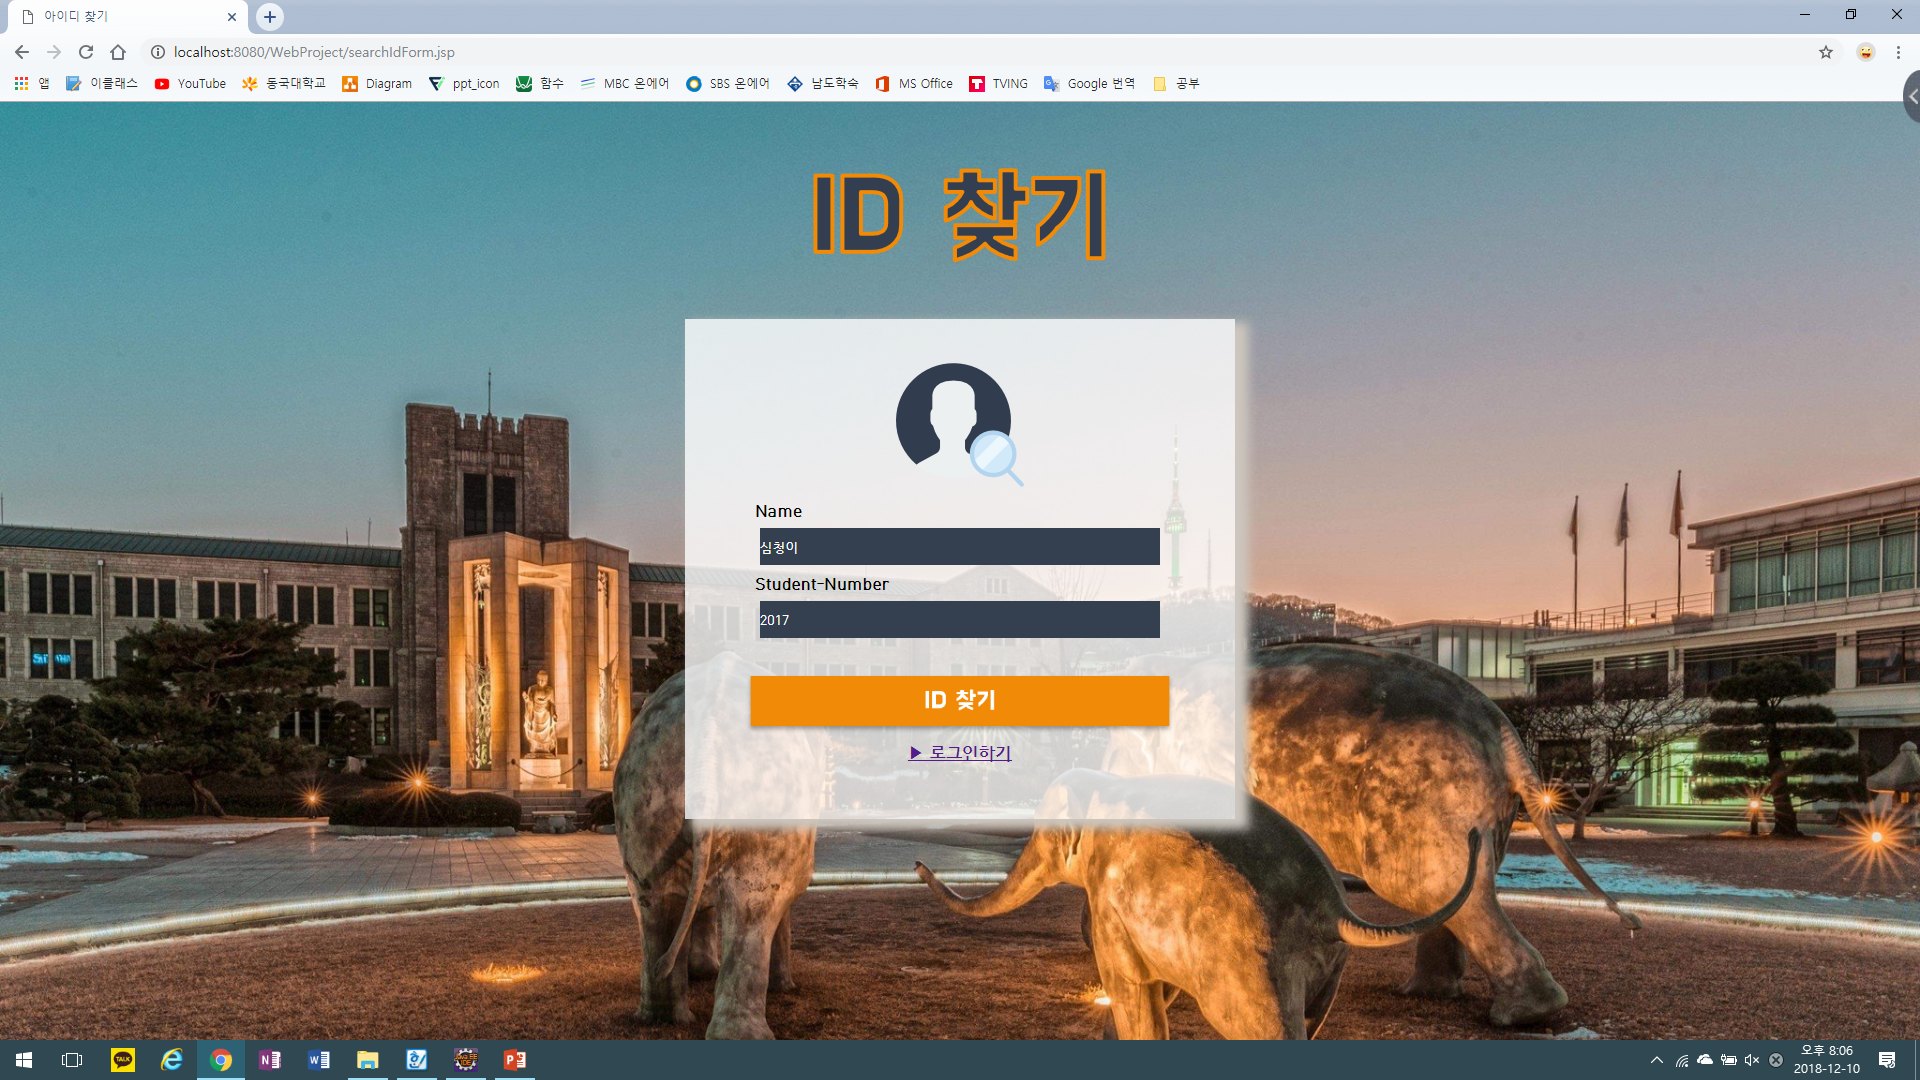 아이디 찾기
localhost:8080/WebProject/searchIdForm.jsp
앱 이클래스 YouTube 동국대학교 Diagram ppt_icon 함수 MBC 온에어 SBS 온에어 남도학숙 MS Office TVING Google 번역 공부
ID 찾기
Name
심청이
Student-Number
2017
ID 찾기
▶ 로그인하기
오후 8:06
2018-12-10